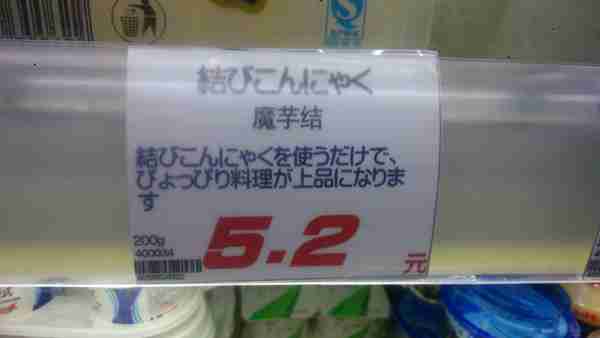 結びこんにゃく
魔芋结
結びこんにゃくを使うだけで、
ぴょっぴり料理が上品になりま
す
200g
400034
5.2
元